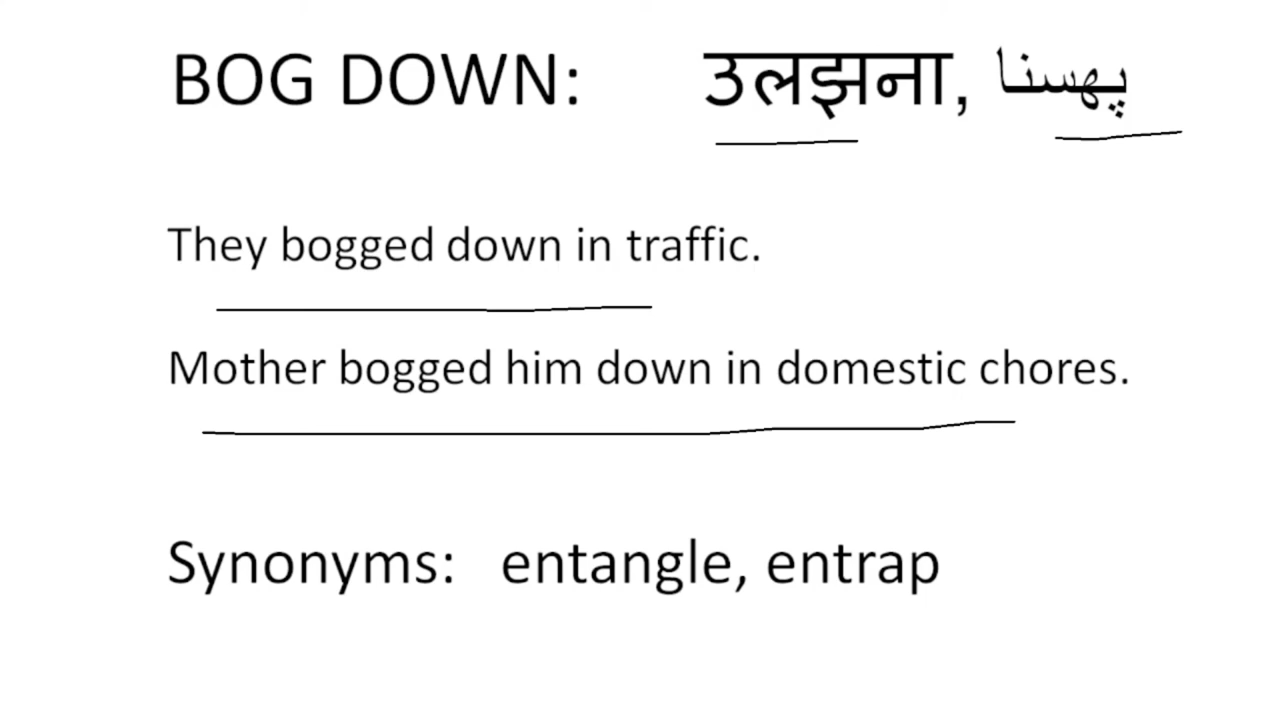 BOG DOWN: उलझना, پھسنا
They bogged down in traffic.
Mother bogged him down in domestic chores.
Synonyms: entangle, entrap